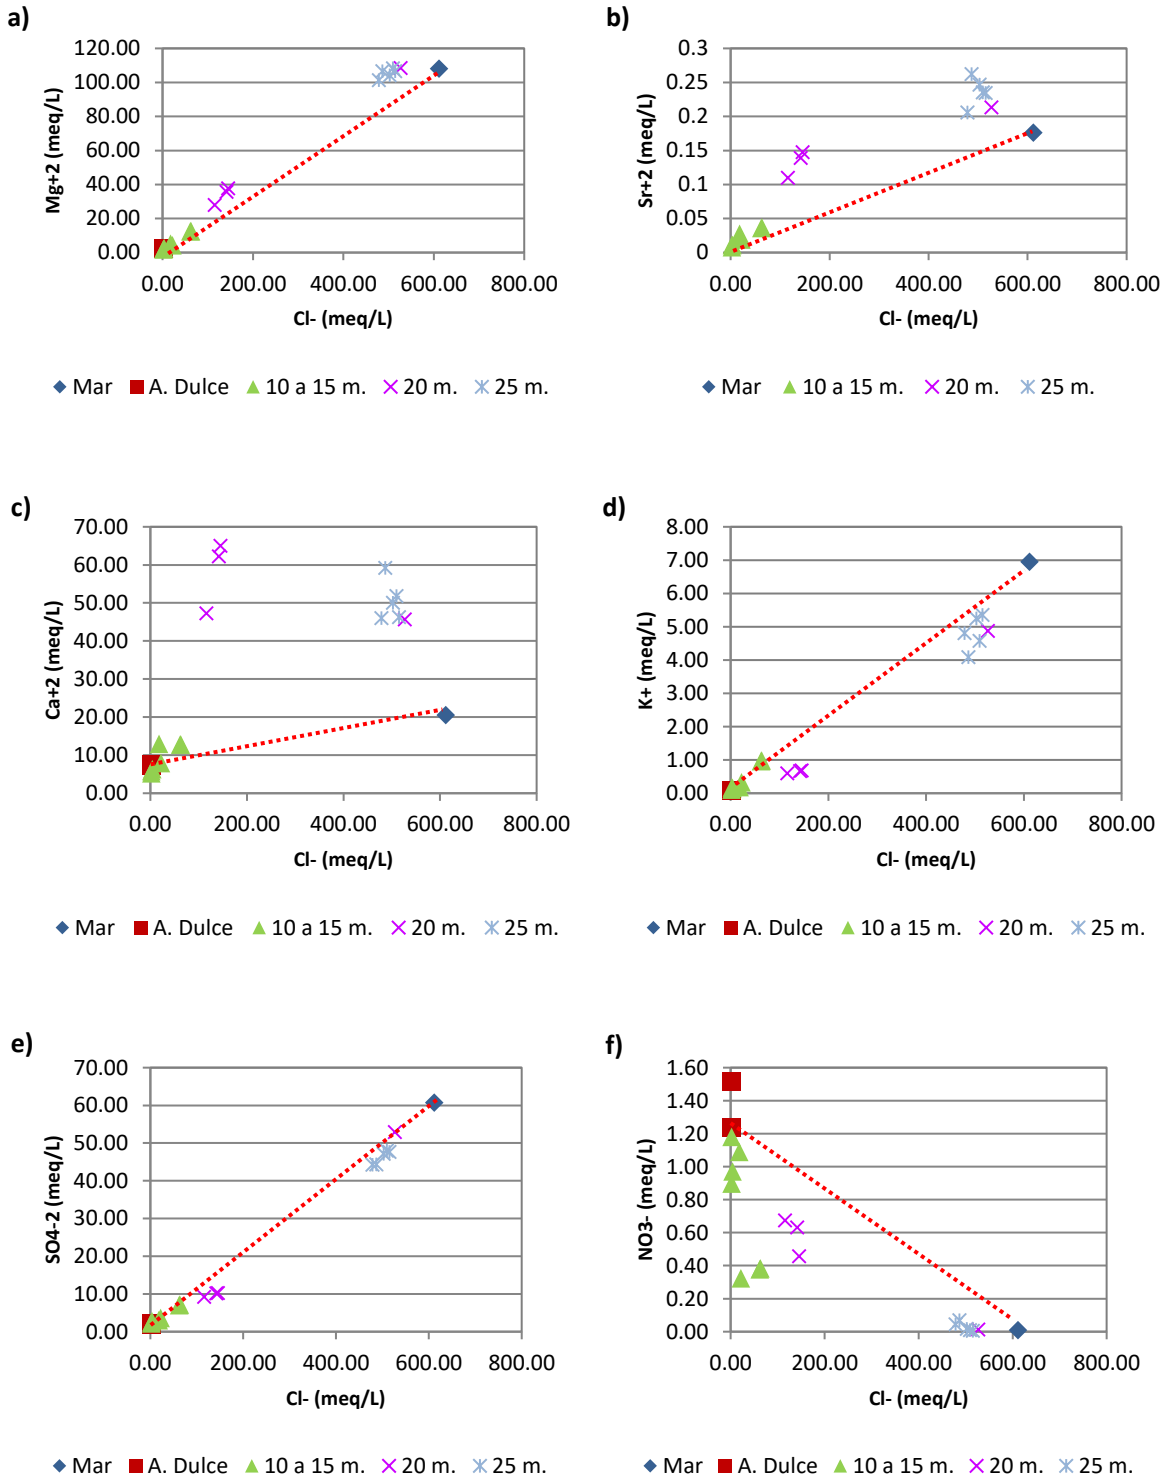 a)
120.00
100.00
80.00
60.00
40.00
20.00
0.00
Mg+2 (meq/L)
0.00 200.00 400.00 600.00 800.00
Cl- (meq/L)
Mar A. Dulce 10 a 15 m. 20 m. 25 m.
b)
0.3
0.25
0.2
0.15
0.1
0.05
0
Sr+2 (meq/L)
0.00 200.00 400.00 600.00 800.00
Cl- (meq/L)
Mar 10 a 15 m. 20 m. 25 m.
c)
70.00
60.00
50.00
40.00
30.00
20.00
10.00
0.00
Ca+2 (meq/L)
0.00 200.00 400.00 600.00 800.00
Cl- (meq/L)
Mar A. Dulce 10 a 15 m. 20 m. 25 m.
d)
8.00
7.00
6.00
5.00
4.00
3.00
2.00
1.00
0.00
K+ (meq/L)
0.00 200.00 400.00 600.00 800.00
Cl- (meq/L)
Mar A. Dulce 10 a 15 m. 20 m. 25 m.
e)
70.00
60.00
50.00
40.00
30.00
20.00
10.00
0.00
SO4-2 (meq/L)
0.00 200.00 400.00 600.00 800.00
Cl- (meq/L)
Mar A. Dulce 10 a 15 m. 20 m. 25 m.
f)
1.60
1.40
1.20
1.00
0.80
0.60
0.40
0.20
0.00
NO3- (meq/L)
0.00 200.00 400.00 600.00 800.00
Cl- (meq/L)
Mar A. Dulce 10 a 15 m. 20 m. 25 m.